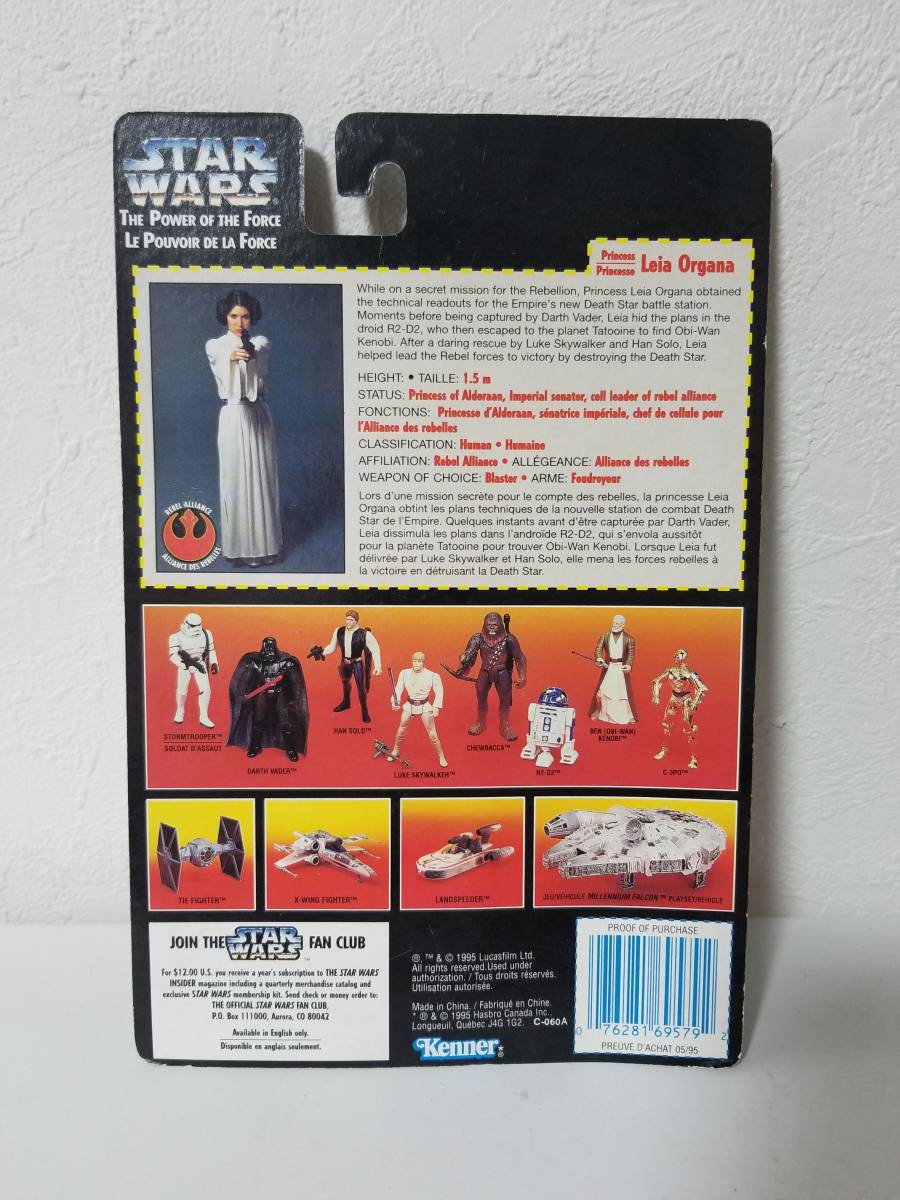 STAR
WARS
THE POWER OF THE FORCE
LE POUVOIR DE LA FORCE
Princess
Princesse
Leia Organa
While on a secret mission for the Rebellion, Princess Leia Organa obtained
the technical readouts for the Empire's new Death Star battle station.
Moments before being captured by Darth Vader, Leia hid the plans in the
droid R2-D2, who then escaped to the planet Tatooine to find Obi-Wan
Kenobi. After a daring rescue by Luke Skywalker and Han Solo, Leia
helped lead the Rebel forces to victory by destroying the Death Star.
HEIGHT: • TAILLE: 1.5 m
STATUS: Princess of Alderaan, Imperial senator, cell leader of rebel alliance
FONCTIONS: Princesse d'Alderaan, sénatrice impériale, chef de cellule pour
l'Alliance des rebelles
CLASSIFICATION: Human • Humaine
AFFILIATION: Rebel Alliance • ALLÉGEANCE: Alliance des rebelles
WEAPON OF CHOICE: Blaster • ARME: Foudroyeur
Lors d'une mission secrète pour le compte des rebelles, la princesse Leia
Organa obtint les plans techniques de la nouvelle station de combat Death
Star de l'Empire. Quelques instants avant d'être capturée par Darth Vader,
Leia dissimula les plans dans l'androïde R2-D2, qui s'envola aussitôt
pour la planète Tatooine pour trouver Obi-Wan Kenobi. Lorsque Leia fut
délivrée par Luke Skywalker et Han Solo, elle mena les forces rebelles à
la victoire en détruisant la Death Star.
REBEL ALLIANCE
ALLIANCE DES REBELLES
STORMTROOPER™
SOLDAT D'ASSAUT
DARTH VADER™
HAN SOLO™
LUKE SKYWALKER™
CHEWBACCA™
R2-D2™
BEN (OBI-WAN)
KENOBI™
C-3PO™
TIE FIGHTER™
X-WING FIGHTER™
LANDSPEEDER™
JEU/VÉHICULE MILLENNIUM FALCON™ PLAYSET/VEHICLE
JOIN THE STAR WARS™ FAN CLUB
For $12.00 U.S. you receive a year's subscription to THE STAR WARS
INSIDER magazine including a quarterly merchandise catalog and
exclusive STAR WARS membership kit. Send check or money order to:
THE OFFICIAL STAR WARS FAN CLUB,
P.O. Box 111000, Aurora, CO 80042
Available in English only.
Disponible en anglais seulement.
®, ™ & © 1995 Lucasfilm Ltd.
All rights reserved.Used under
authorization. / Tous droits réservés.
Utilisation autorisée.
Made in China. / Fabriqué en Chine.
* ® & © 1995 Hasbro Canada Inc.,
Longueuil, Québec J4G 1G2. C-060A
Kenner®
PROOF OF PURCHASE
0 76281 69579 2
PREUVE D'ACHAT 05/95